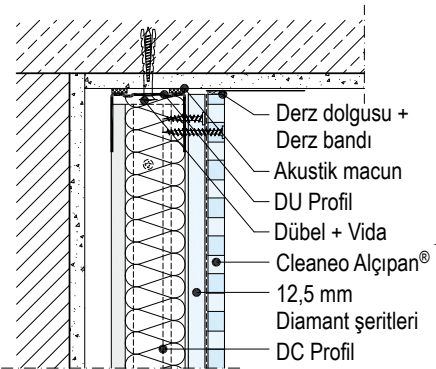 Derz dolgusu +
Derz bandı
Akustik macun
DU Profil
Dübel + Vida
Cleaneo Alçıpan®
12,5 mm
Diamant şeritleri
DC Profil